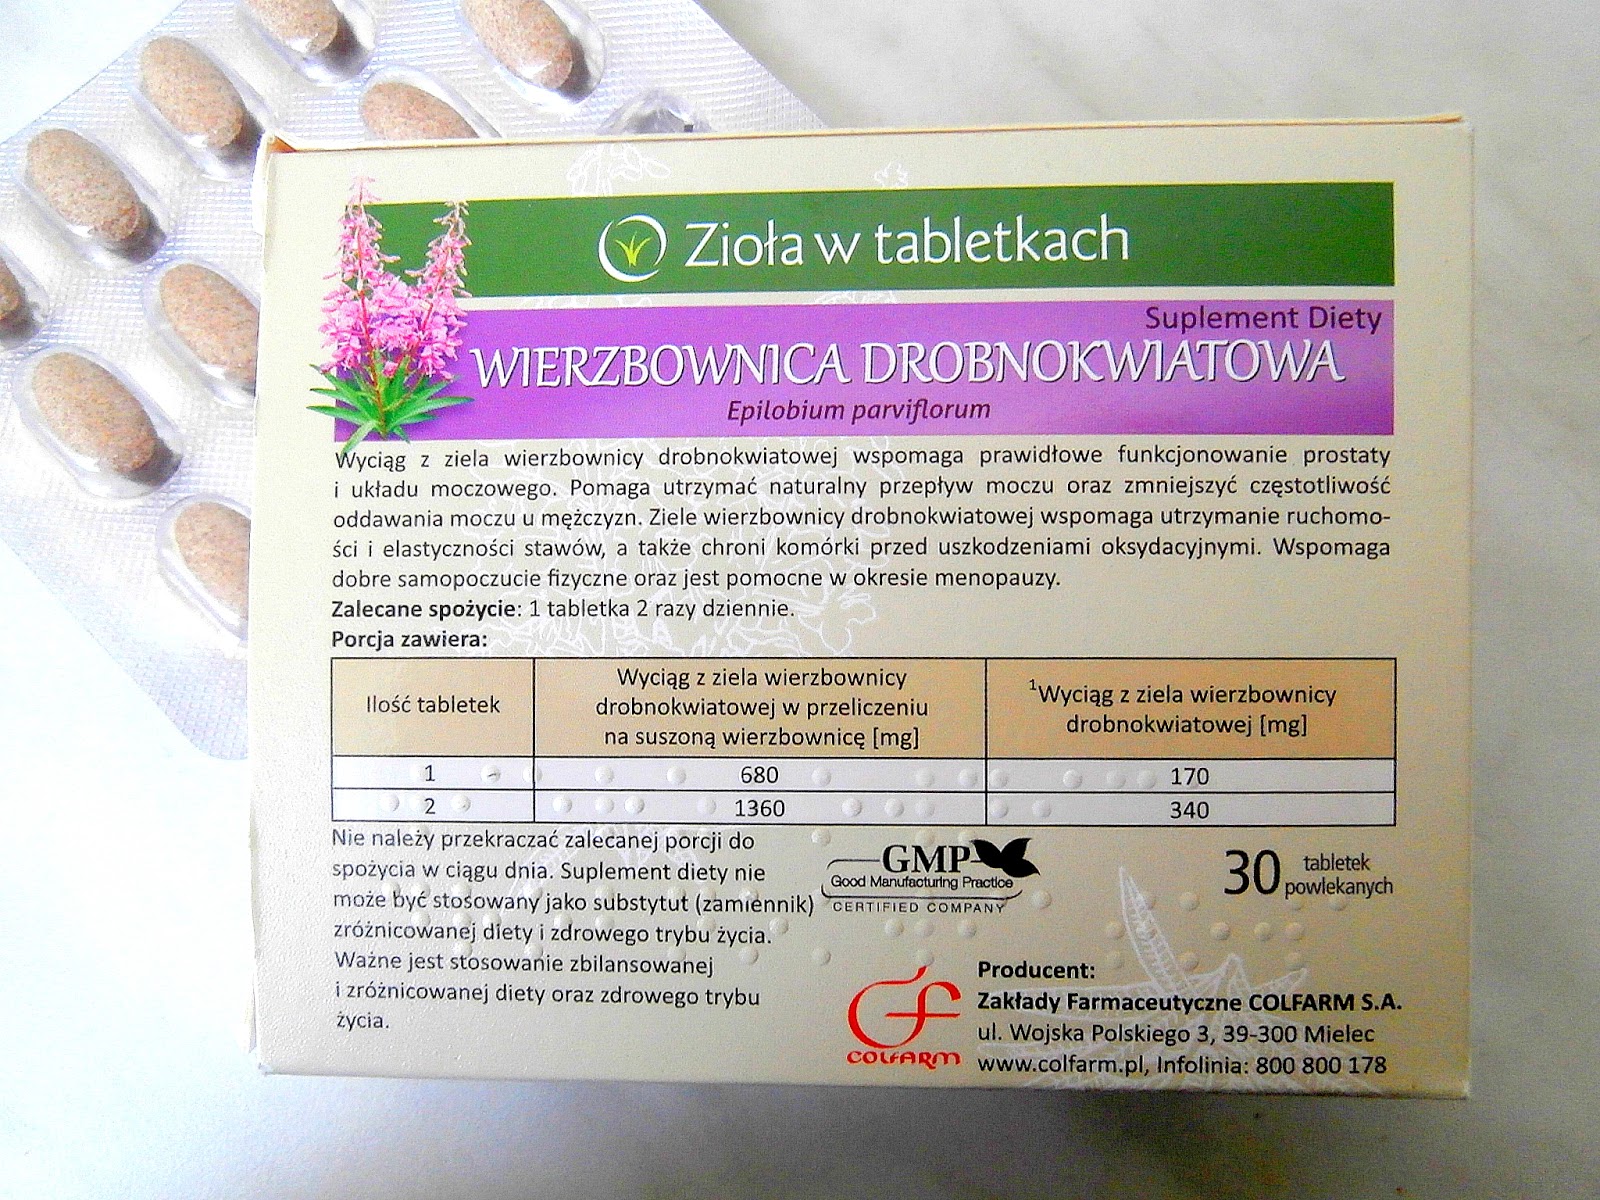 Zioła w tabletkach
Suplement Diety
WIERZBOWNICA DROBNOKWIATOWA
Epilobium parviflorum
Wyciąg z ziela wierzbownicy drobnokwiatowej wspomaga prawidłowe funkcjonowanie prostaty
i układu moczowego. Pomaga utrzymać naturalny przepływ moczu oraz zmniejszyć częstotliwość
oddawania moczu u mężczyzn. Ziele wierzbownicy drobnokwiatowej wspomaga utrzymanie ruchomo-
ści i elastyczności stawów, a także chroni komórki przed uszkodzeniami oksydacyjnymi. Wspomaga
dobre samopoczucie fizyczne oraz jest pomocne w okresie menopauzy.
Zalecane spożycie: 1 tabletka 2 razy dziennie.
Porcja zawiera:
Ilość tabletek
Wyciąg z ziela wierzbownicy
drobnokwiatowej w przeliczeniu
na suszoną wierzbownicę [mg]
¹Wyciąg z ziela wierzbownicy
drobnokwiatowej [mg]
1 680 170
2 1360 340
Nie należy przekraczać zalecanej porcji do
spożycia w ciągu dnia. Suplement diety nie
może być stosowany jako substytut (zamiennik)
zróżnicowanej diety i zdrowego trybu życia.
Ważne jest stosowanie zbilansowanej
i zróżnicowanej diety oraz zdrowego trybu
życia.
GMP
Good Manufacturing Practice
CERTIFIED COMPANY
30 tabletek
powlekanych
COLFARM
Producent:
Zakłady Farmaceutyczne COLFARM S.A.
ul. Wojska Polskiego 3, 39-300 Mielec
www.colfarm.pl, Infolinia: 800 800 178